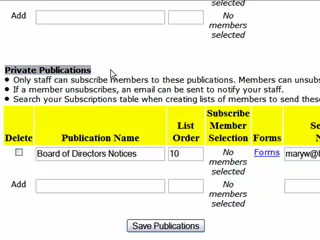 selected
Add No
members
selected
Private Publications
Only staff can subscribe members to these publications. Members can unsubs
If a member unsubscribes, an email can be sent to notify your staff.
Search your Subscriptions table when creating lists of members to send these
Delete Publication Name List Order Subscribe Member Selection Forms Se
Board of Directors Notices 10 No members selected Forms maryw@
Add No members selected
Save Publications